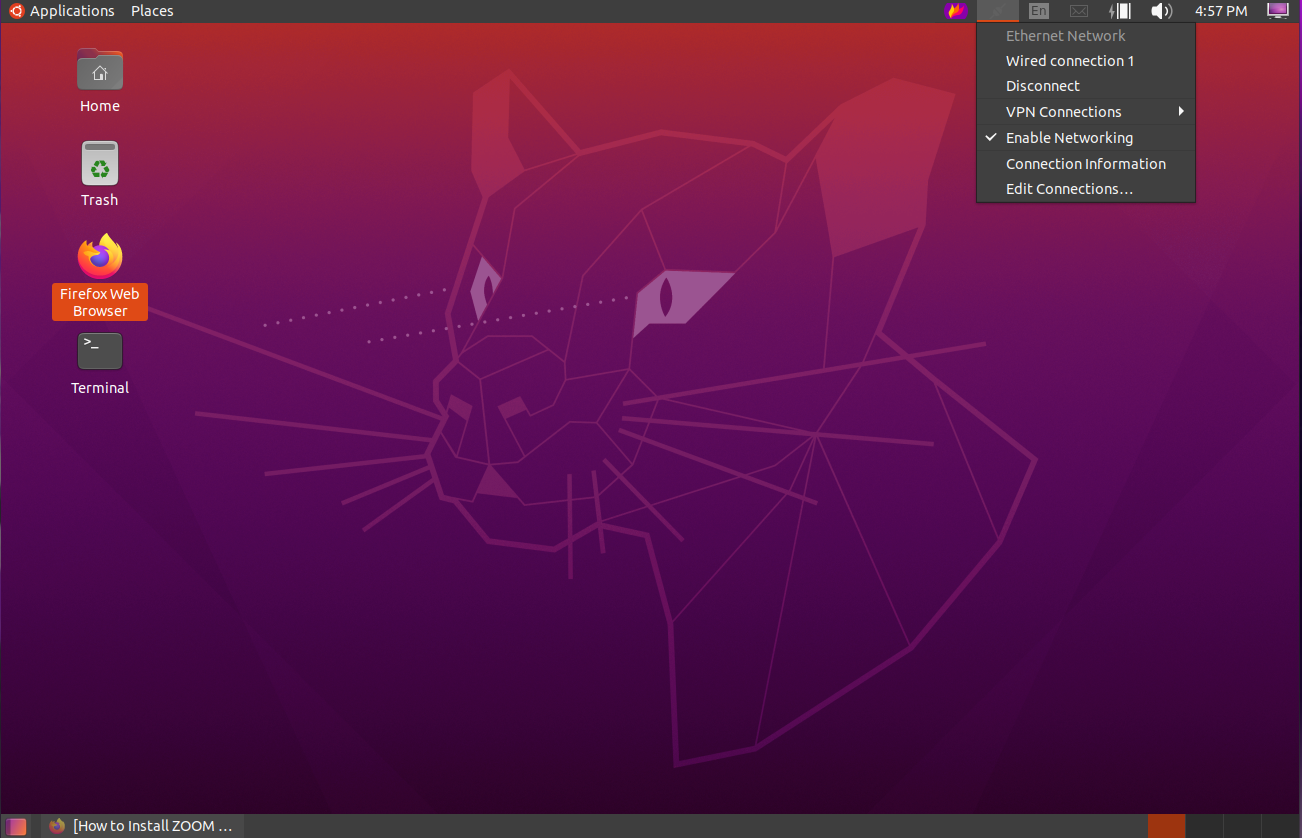 Applications Places En 4:57 PM
Ethernet Network
Wired connection 1
Disconnect
VPN Connections
Enable Networking
Connection Information
Edit Connections…
Home
Trash
Firefox Web
Browser
>_
Terminal
[How to Install ZOOM …